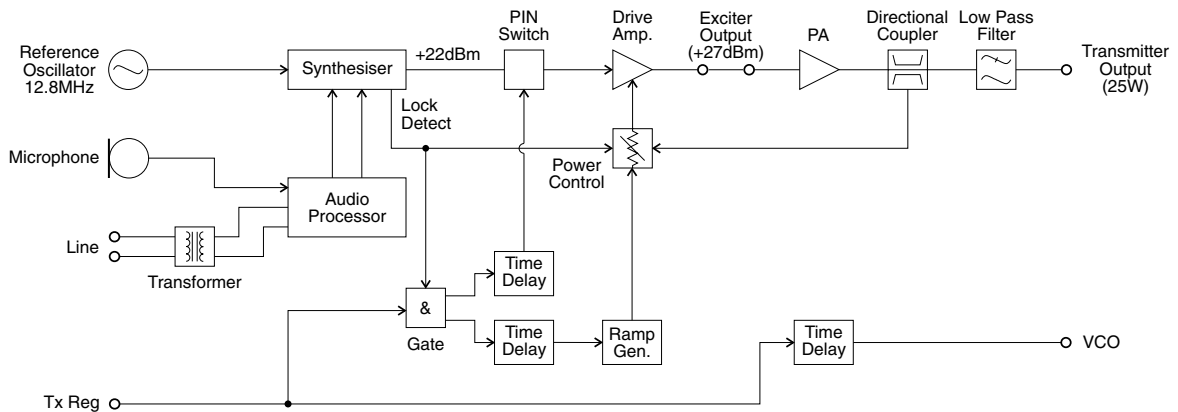 Reference
Oscillator
12.8MHz
Synthesiser
+22dBm
PIN
Switch
Drive
Amp.
Exciter
Output
(+27dBm)
PA
Directional
Coupler
Low Pass
Filter
Transmitter
Output
(25W)
Lock
Detect
Microphone
Power
Control
Audio
Processor
Line
Transformer
Time
Delay
&
Gate
Time
Delay
Ramp
Gen.
Time
Delay
VCO
Tx Reg